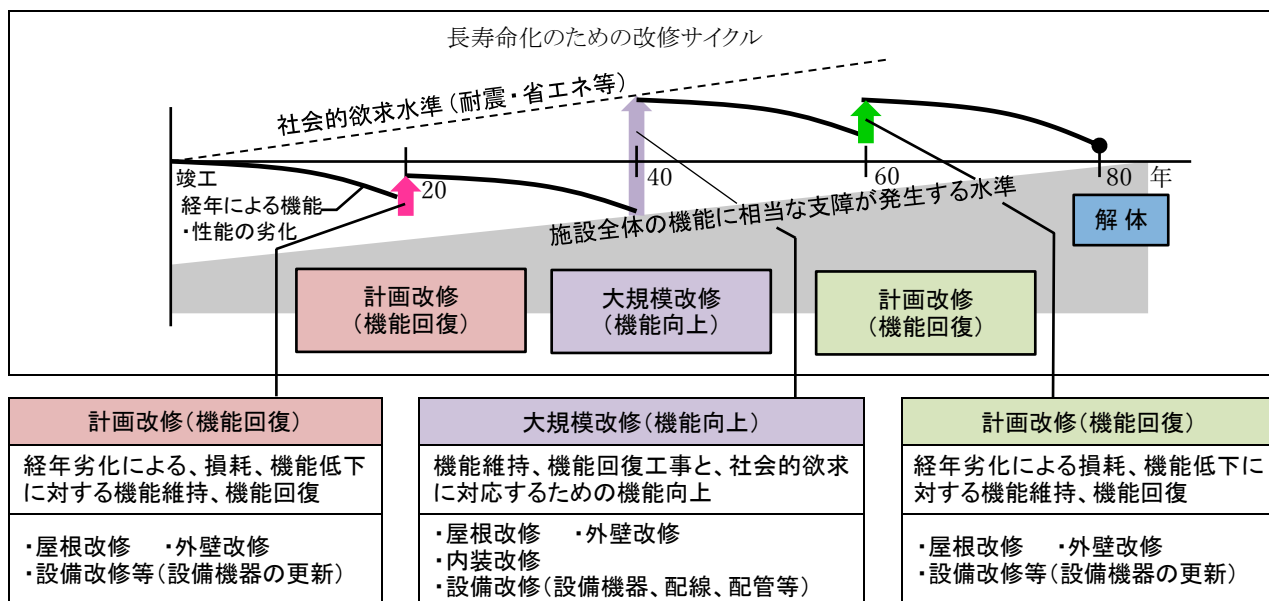 長寿命化のための改修サイクル
社会的欲求水準(耐震・省エネ等)
竣工
経年による機能
・性能の劣化
20
40
60
80 年
施設全体の機能に相当な支障が発生する水準
解 体
計画改修
(機能回復)
大規模改修
(機能向上)
計画改修
(機能回復)
計画改修(機能回復)
経年劣化による、損耗、機能低下
に対する機能維持、機能回復
・屋根改修 ・外壁改修
・設備改修等(設備機器の更新)
大規模改修(機能向上)
機能維持、機能回復工事と、社会的欲求
に対応するための機能向上
・屋根改修 ・外壁改修
・内装改修
・設備改修(設備機器、配線、配管等)
計画改修(機能回復)
経年劣化による損耗、機能低下に
対する機能維持、機能回復
・屋根改修 ・外壁改修
・設備改修等(設備機器の更新)